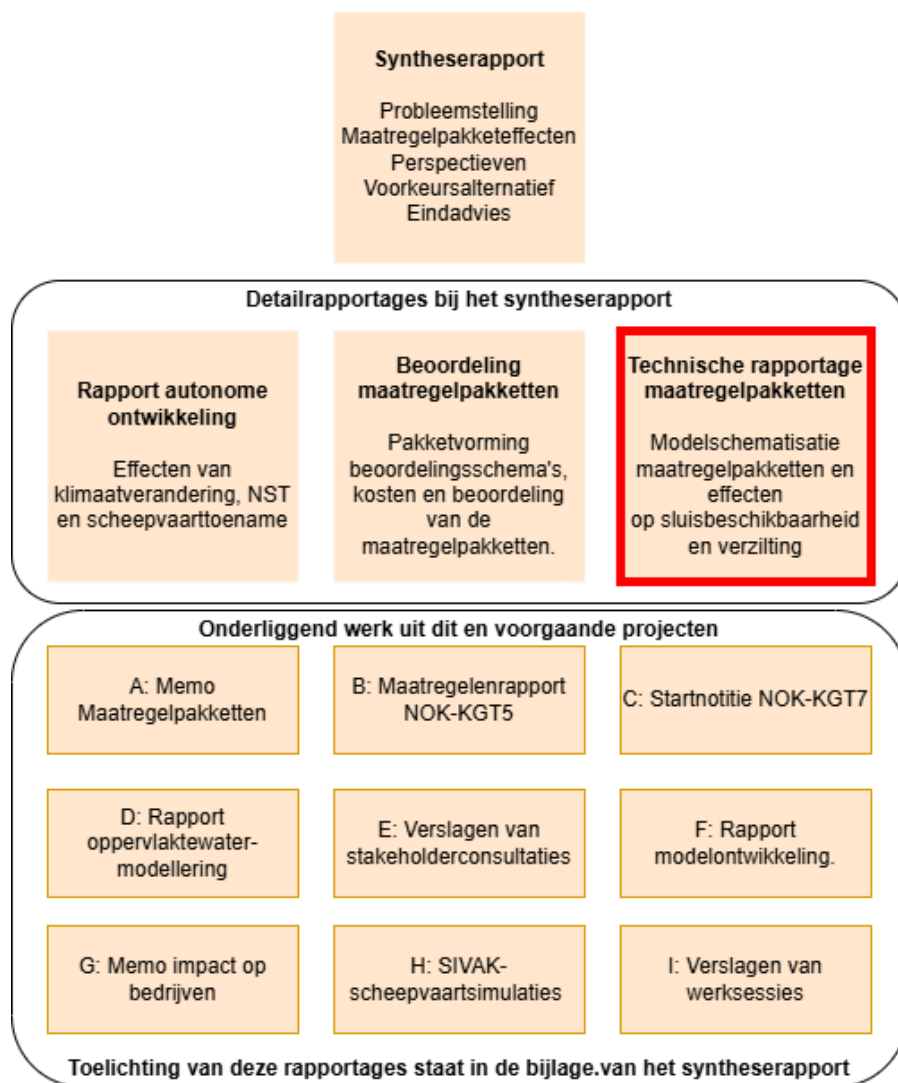 Syntheserapport
Probleemstelling
Maatregelpakketeffecten
Perspectieven
Voorkeursalternatief
Eindadvies
Detailrapportages bij het syntheserapport
Rapport autonome
ontwikkeling
Effecten van
klimaatverandering, NST
en scheepvaarttoename
Beoordeling
maatregelpakketten
Pakketvorming
beoordelingsschema's,
kosten en beoordeling
van de
maatregelpakketten.
Technische rapportage
maatregelpakketten
Modelschematisatie
maatregelpakketten en
effecten
op sluisbeschikbaarheid
en verzilting
Onderliggend werk uit dit en voorgaande projecten
A: Memo
Maatregelpakketten
B: Maatregelenrapport
NOK-KGT5
C: Startnotitie NOK-KGT7
D: Rapport
oppervlaktewater-
modellering
E: Verslagen van
stakeholderconsultaties
F: Rapport
modelontwikkeling.
G: Memo impact op
bedrijven
H: SIVAK-
scheepvaartsimulaties
I: Verslagen van
werksessies
Toelichting van deze rapportages staat in de bijlage.van het syntheserapport